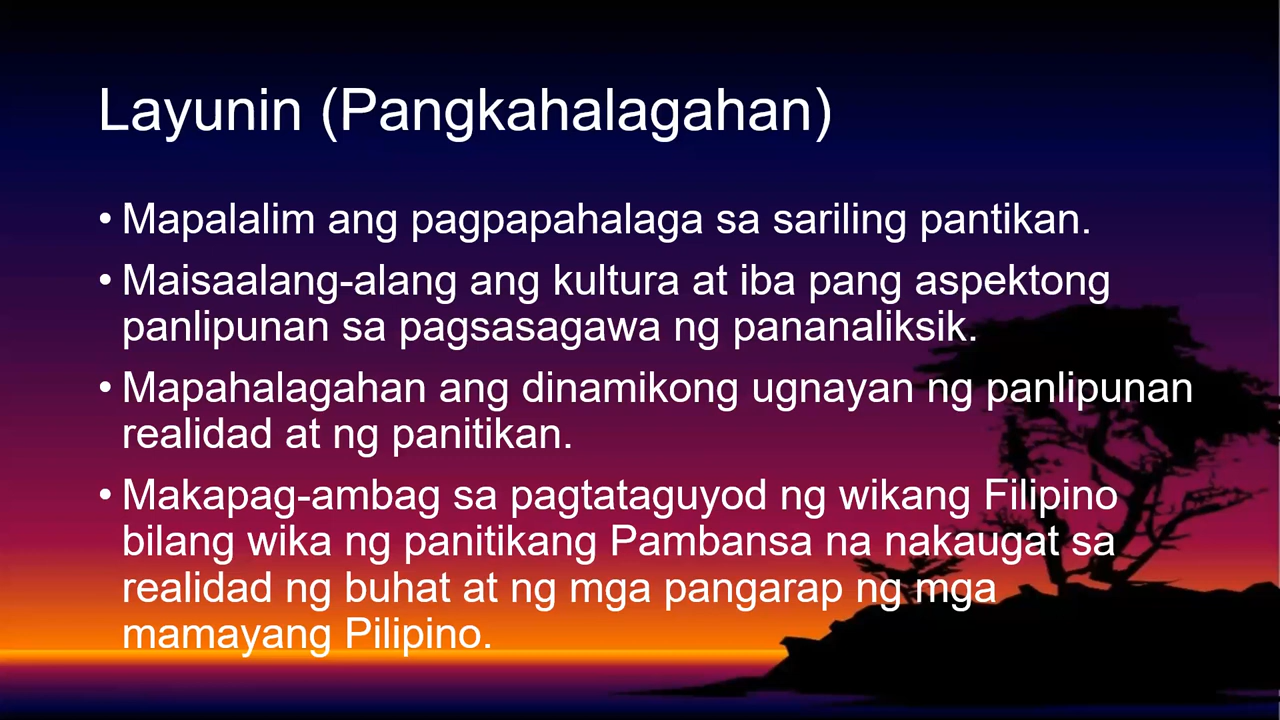 Layunin (Pangkahalagahan)
• Mapalalim ang pagpapahalaga sa sariling pantikan.
• Maisaalang-alang ang kultura at iba pang aspektong
panlipunan sa pagsasagawa ng pananaliksik.
• Mapahalagahan ang dinamikong ugnayan ng panlipunan
realidad at ng panitikan.
• Makapag-ambag sa pagtataguyod ng wikang Filipino
bilang wika ng panitikang Pambansa na nakaugat sa
realidad ng buhat at ng mga pangarap ng mga
mamayang Pilipino.